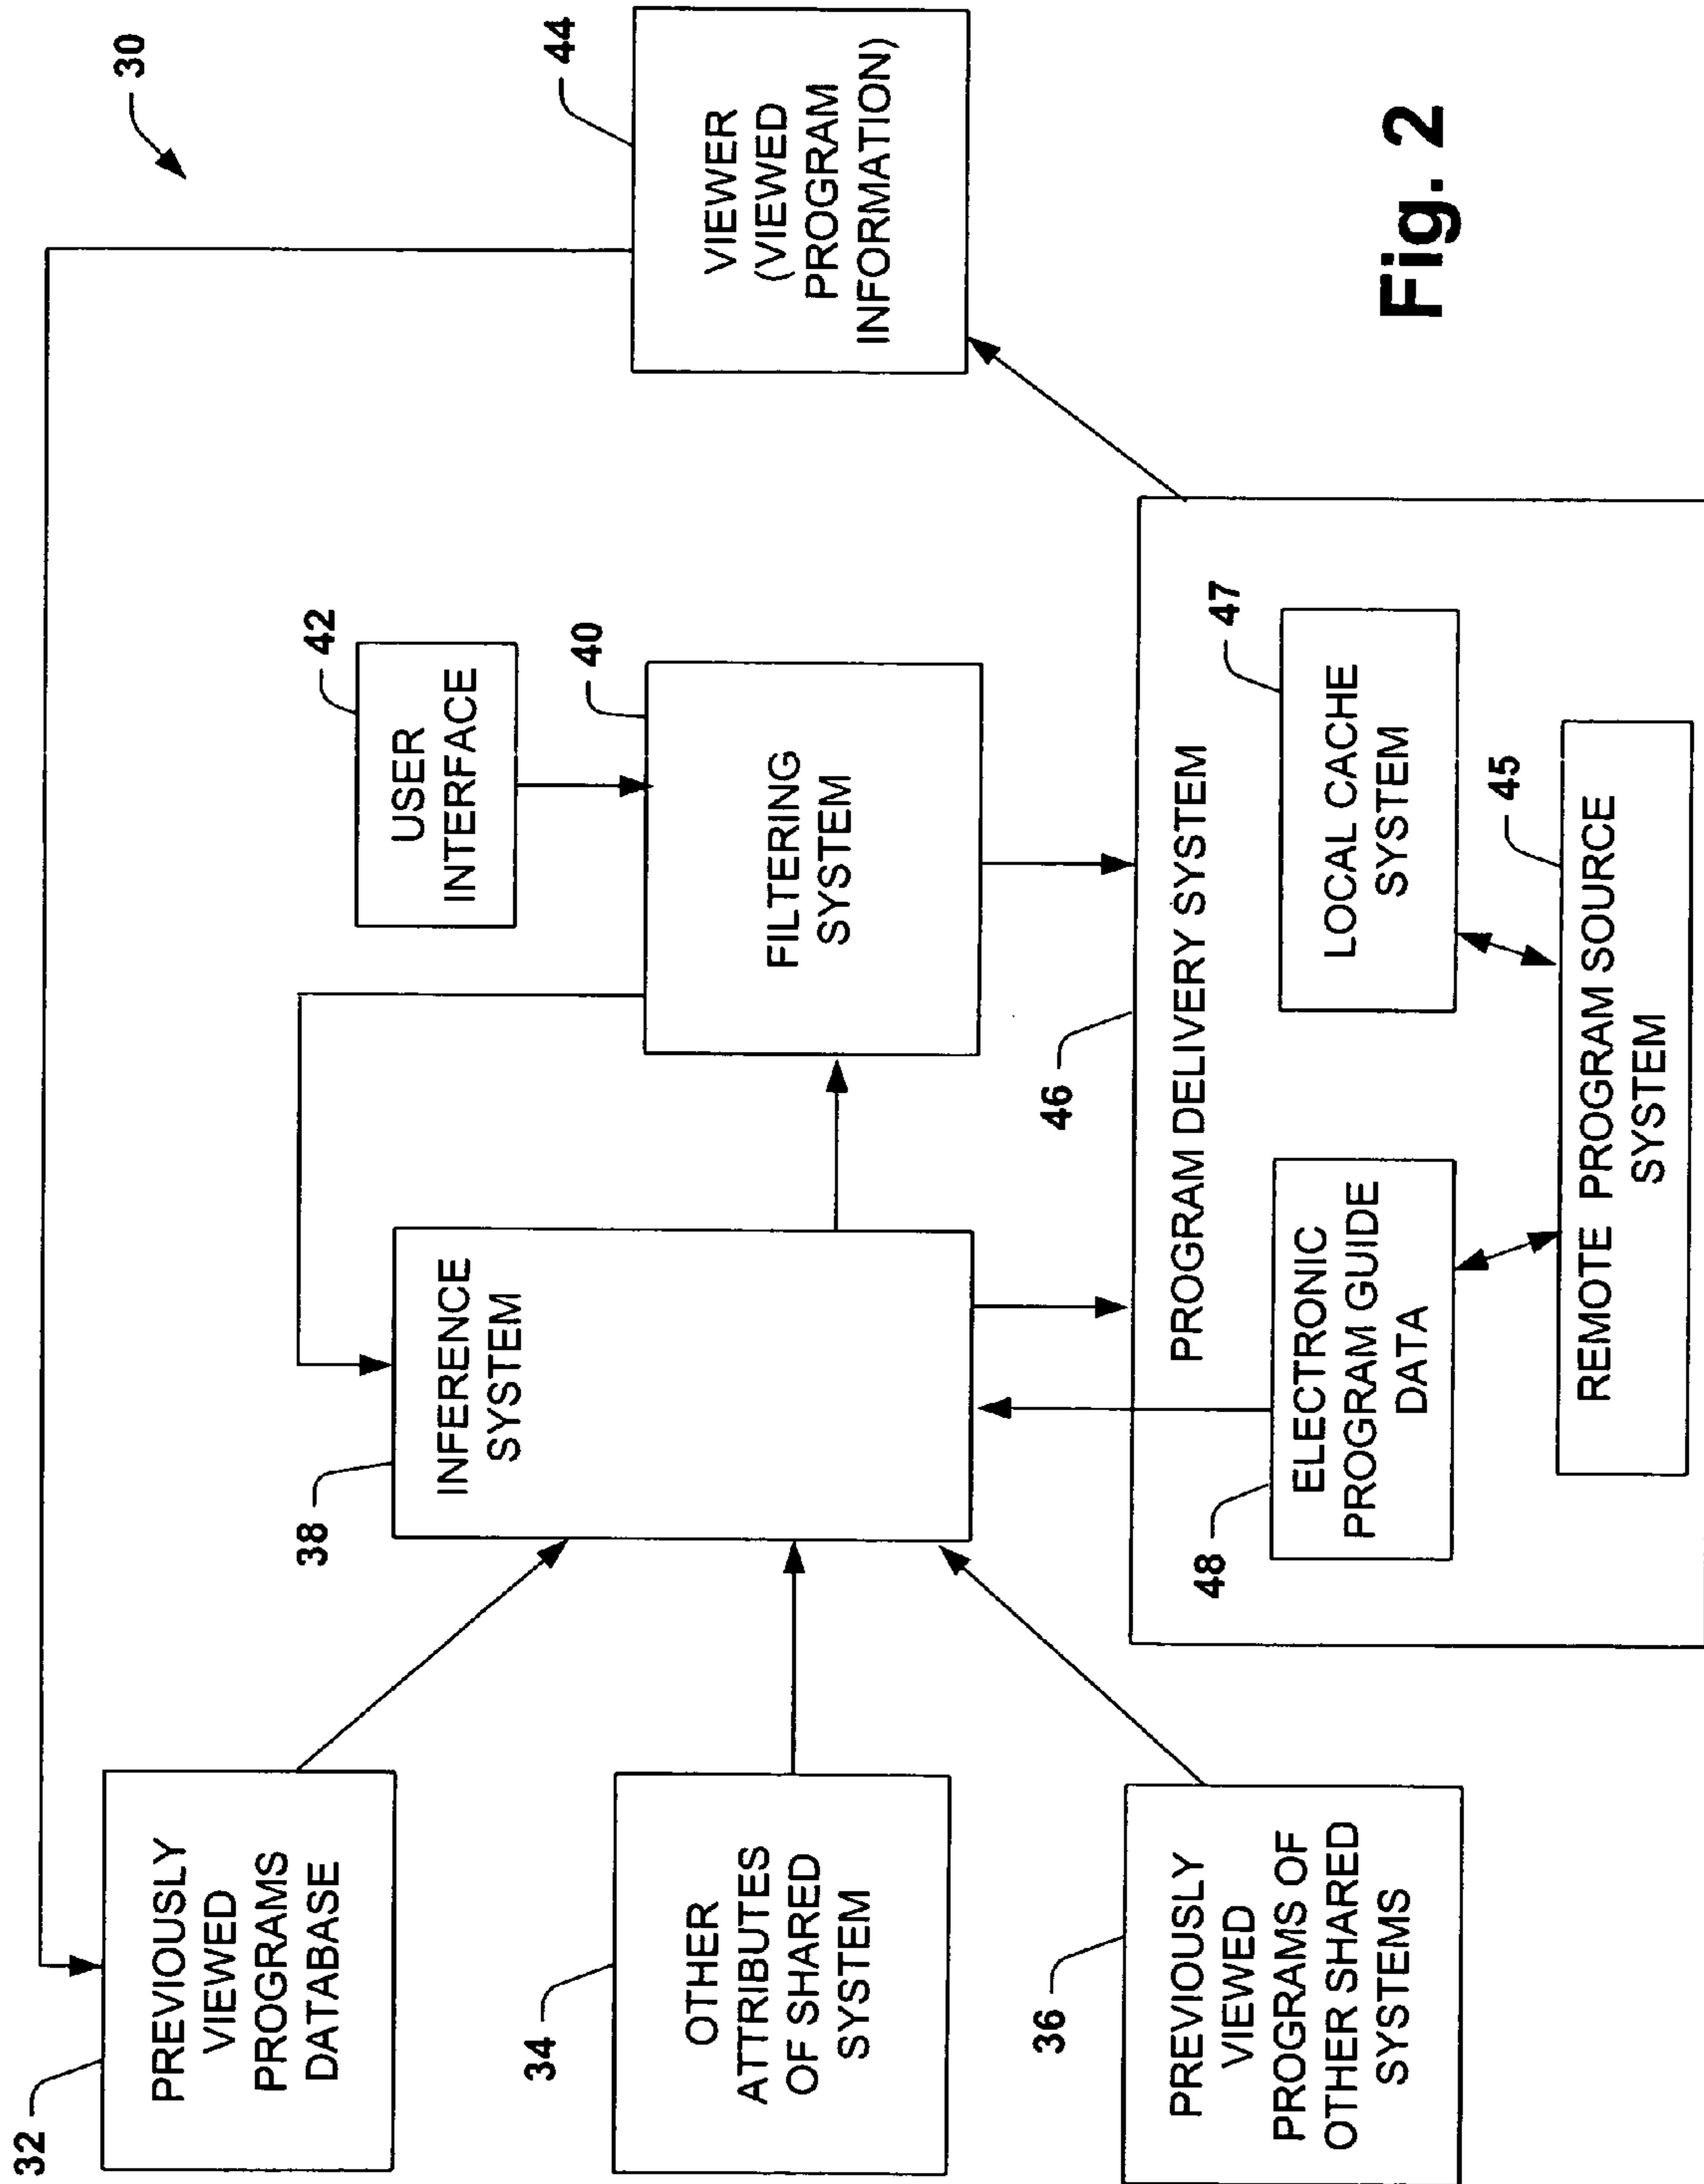 30
32
PREVIOUSLY
VIEWED
PROGRAMS
DATABASE
34
OTHER
ATTRIBUTES
OF SHARED
SYSTEM
36
PREVIOUSLY
VIEWED
PROGRAMS OF
OTHER SHARED
SYSTEMS
38
INFERENCE
SYSTEM
42
USER
INTERFACE
40
FILTERING
SYSTEM
44
VIEWER
(VIEWED
PROGRAM
INFORMATION)
46
PROGRAM DELIVERY SYSTEM
48
ELECTRONIC
PROGRAM GUIDE
DATA
47
LOCAL CACHE
SYSTEM
45
REMOTE PROGRAM SOURCE
SYSTEM
Fig. 2